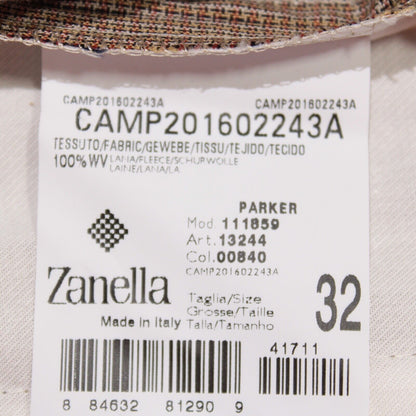 CAMP201602243A CAMP201602243A
CAMP201602243A
TESSUTO/FABRIC/GEWEBE/TISSU/TEJIDO/TECIDO
100%WV LANA/FLEECE/SCHURWOLLE
LAINE/LANA/LA
PARKER
Mod. 111859
Art. 13244
Col. 00840
CAMP201602243A
Zanella
Made in Italy
Taglia/Size
Grosse/Taille
Talla/Tamanho
32
41711
8 84632 81290 9